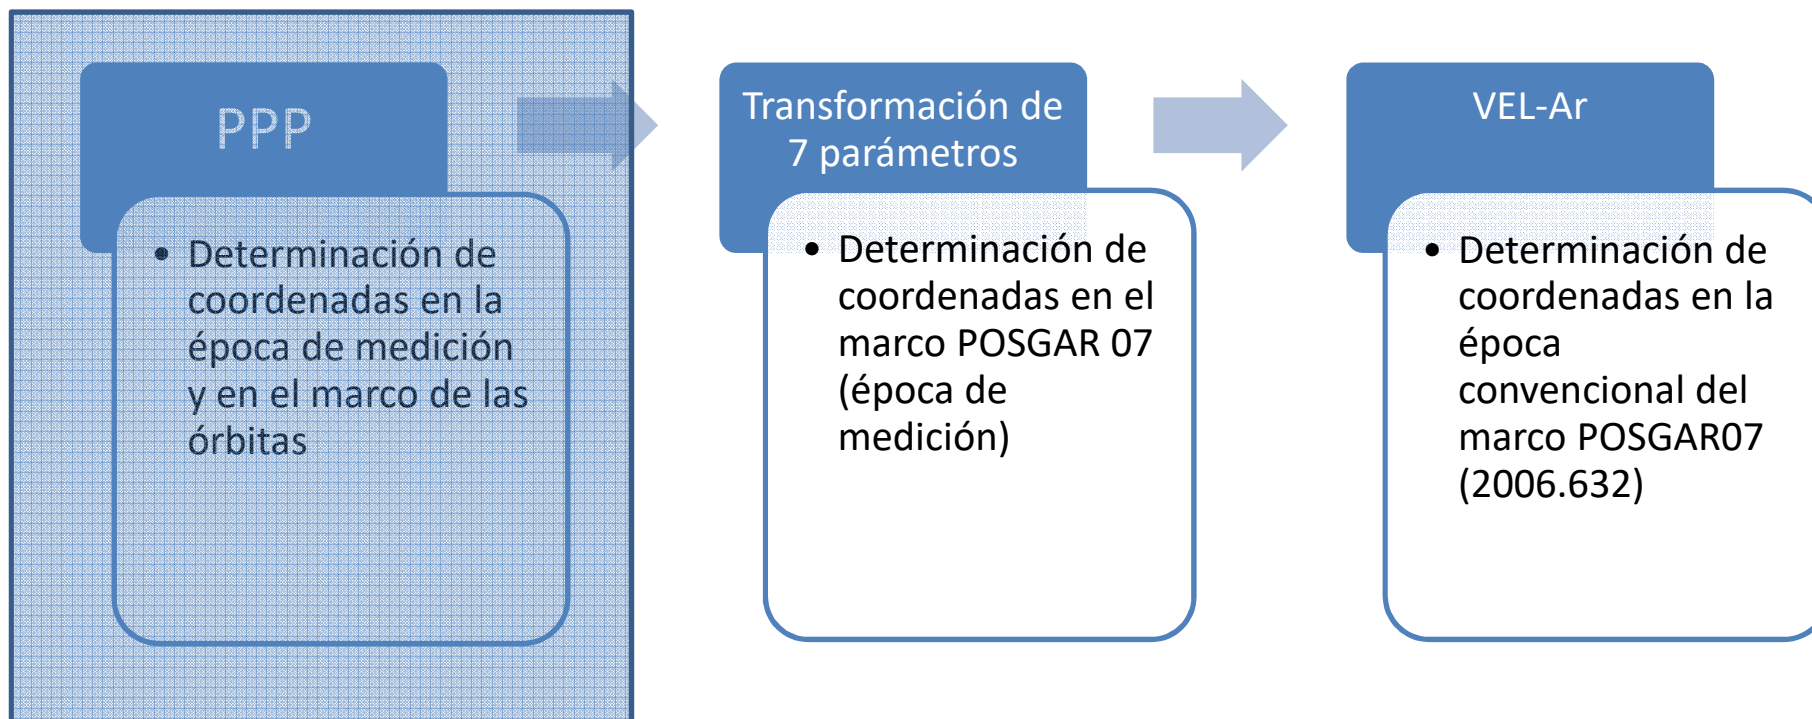 PPP
• Determinación de
coordenadas en la
época de medición
y en el marco de las
órbitas
Transformación de
7 parámetros
• Determinación de
coordenadas en el
marco POSGAR 07
(época de
medición)
VEL-Ar
• Determinación de
coordenadas en la
época
convencional del
marco POSGAR07
(2006.632)